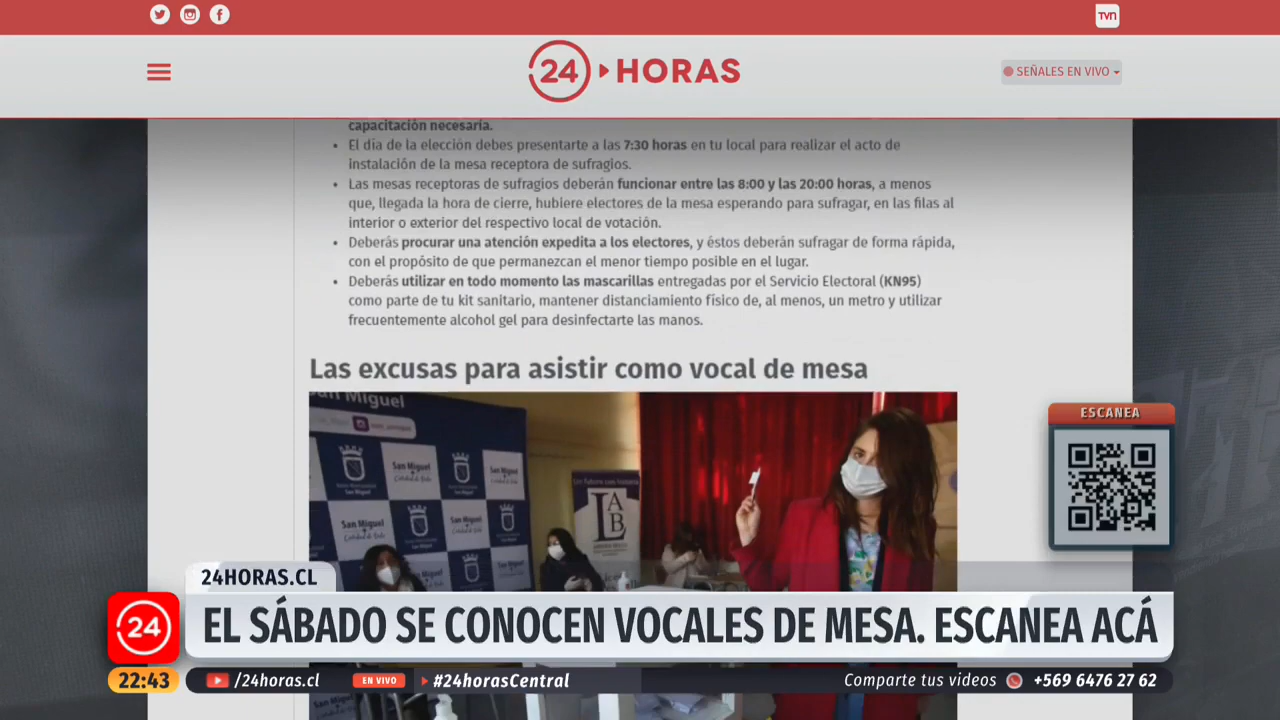 TVN
24 HORAS
SEÑALES EN VIVO
capacitación necesaria.
• El día de la elección debes presentarte a las 7:30 horas en tu local para realizar el acto de
instalación de la mesa receptora de sufragios.
• Las mesas receptoras de sufragios deberán funcionar entre las 8:00 y las 20:00 horas, a menos
que, llegada la hora de cierre, hubiere electores de la mesa esperando para sufragar, en las filas al
interior o exterior del respectivo local de votación.
• Deberás procurar una atención expedita a los electores, y éstos deberán sufragar de forma rápida,
con el propósito de que permanezcan el menor tiempo posible en el lugar.
• Deberás utilizar en todo momento las mascarillas entregadas por el Servicio Electoral (KN95)
como parte de tu kit sanitario, mantener distanciamiento físico de, al menos, un metro y utilizar
frecuentemente alcohol gel para desinfectarte las manos.
Las excusas para asistir como vocal de mesa
San Miguel
San Miguel
San Miguel
San Miguel
San Miguel
San Miguel
LAB
ESCANEA
24HORAS.CL
24
EL SÁBADO SE CONOCEN VOCALES DE MESA. ESCANEA ACÁ
22:43
/24horas.cl
EN VIVO
#24horasCentral
Comparte tus videos
+569 6476 27 62